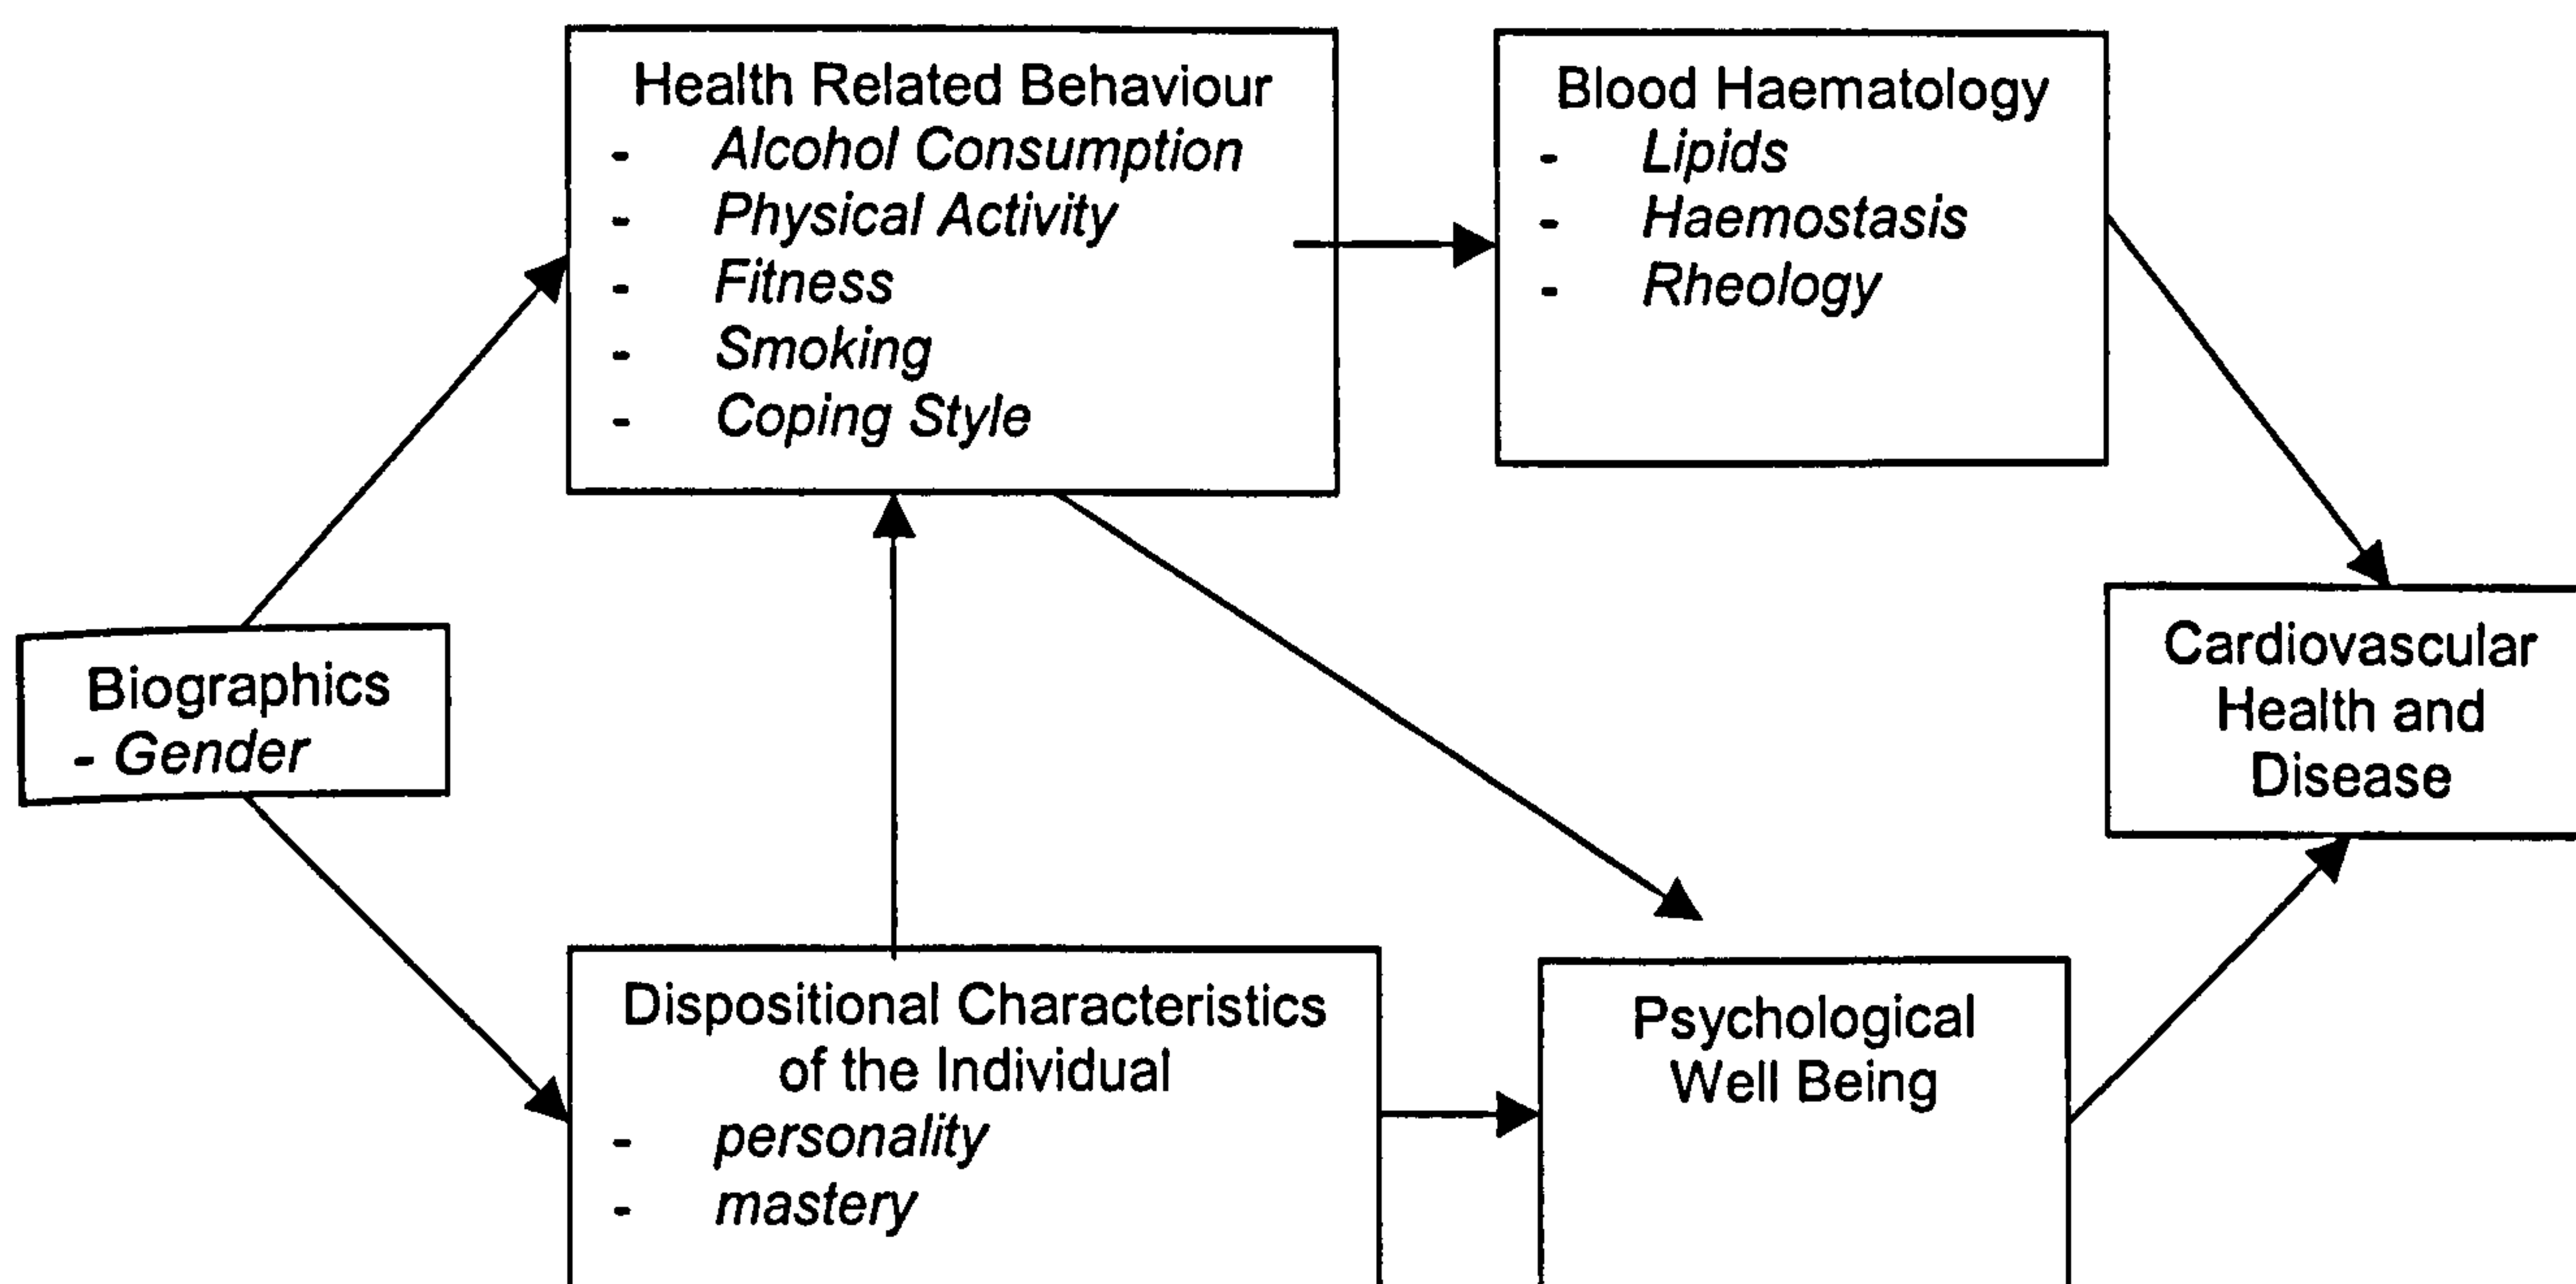 Health Related Behaviour
- Alcohol Consumption
- Physical Activity
- Fitness
- Smoking
- Coping Style
Blood Haematology
- Lipids
- Haemostasis
- Rheology
Biographics
- Gender
Cardiovascular
Health and
Disease
Dispositional Characteristics
of the Individual
- personality
- mastery
Psychological
Well Being